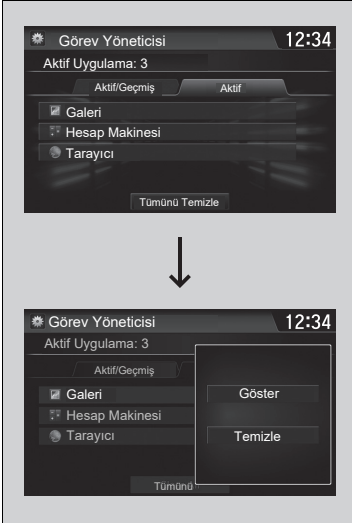 Görev Yöneticisi 12:34
Aktif Uygulama: 3
Aktif/Geçmiş Aktif
Galeri
Hesap Makinesi
Tarayıcı
Tümünü Temizle
Görev Yöneticisi 12:34
Aktif Uygulama: 3
Aktif/Geçmiş
Galeri Göster
Hesap Makinesi
Tarayıcı Temizle
Tümünü